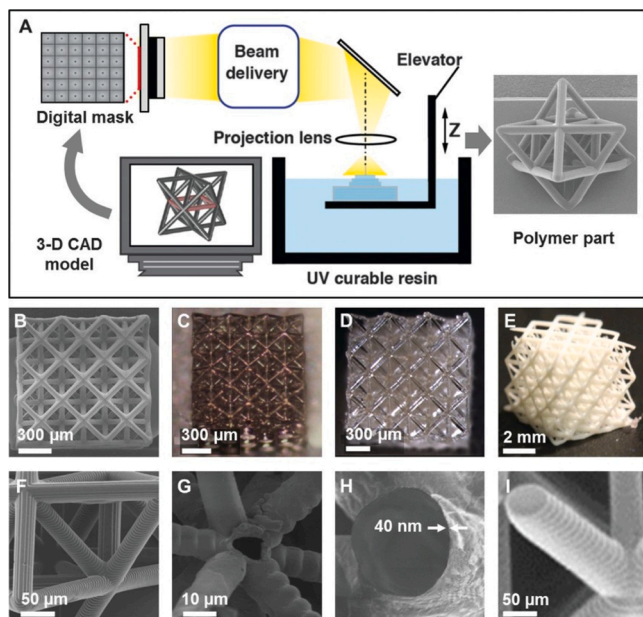 A
Beam
delivery
Elevator
Digital mask
Projection lens
Z
3-D CAD
model
UV curable resin
Polymer part
B
300 µm
C
300 µm
D
300 µm
E
2 mm
F
50 µm
G
10 µm
H
40 nm
I
50 µm